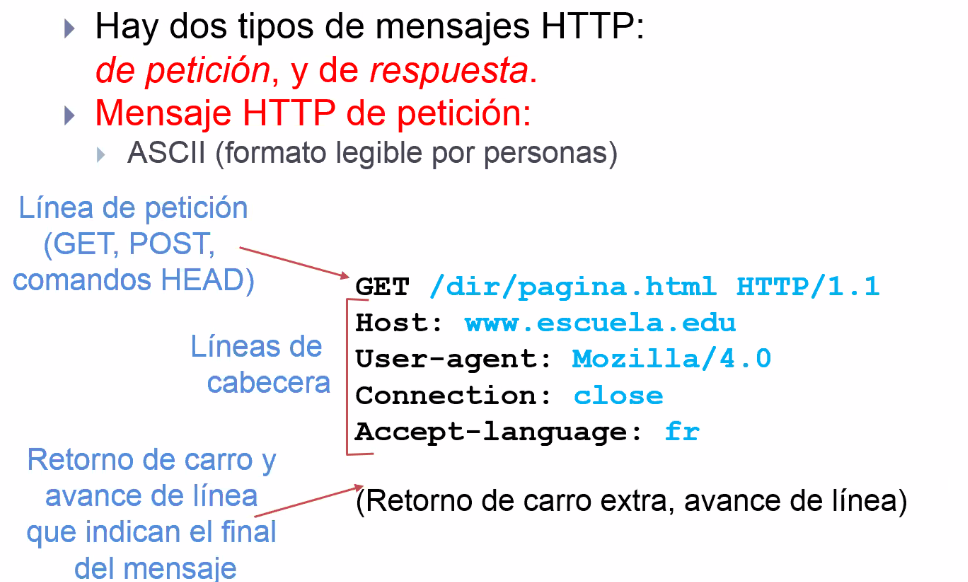 Hay dos tipos de mensajes HTTP:
de petición, y de respuesta.
Mensaje HTTP de petición:
ASCII (formato legible por personas)
Línea de petición
(GET, POST,
comandos HEAD)
GET /dir/pagina.html HTTP/1.1
Host: www.escuela.edu
User-agent: Mozilla/4.0
Connection: close
Accept-language: fr
Líneas de
cabecera
Retorno de carro y
avance de línea
que indican el final
del mensaje
(Retorno de carro extra, avance de línea)